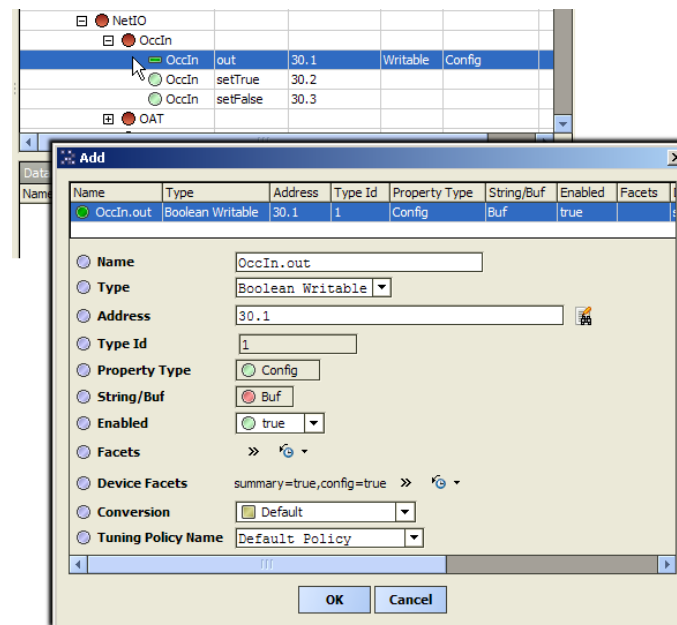 NetIO
OccIn
OccIn out 30.1 Writable Config
OccIn setTrue 30.2
OccIn setFalse 30.3
OAT
Add
Data
Name
Name Type Address Type Id Property Type String/Buf Enabled Facets
OccIn.out Boolean Writable 30.1 1 Config Buf true
Name OccIn.out
Type Boolean Writable
Address 30.1
Type Id 1
Property Type Config
String/Buf Buf
Enabled true
Facets »
Device Facets summary=true,config=true »
Conversion Default
Tuning Policy Name Default Policy
OK Cancel